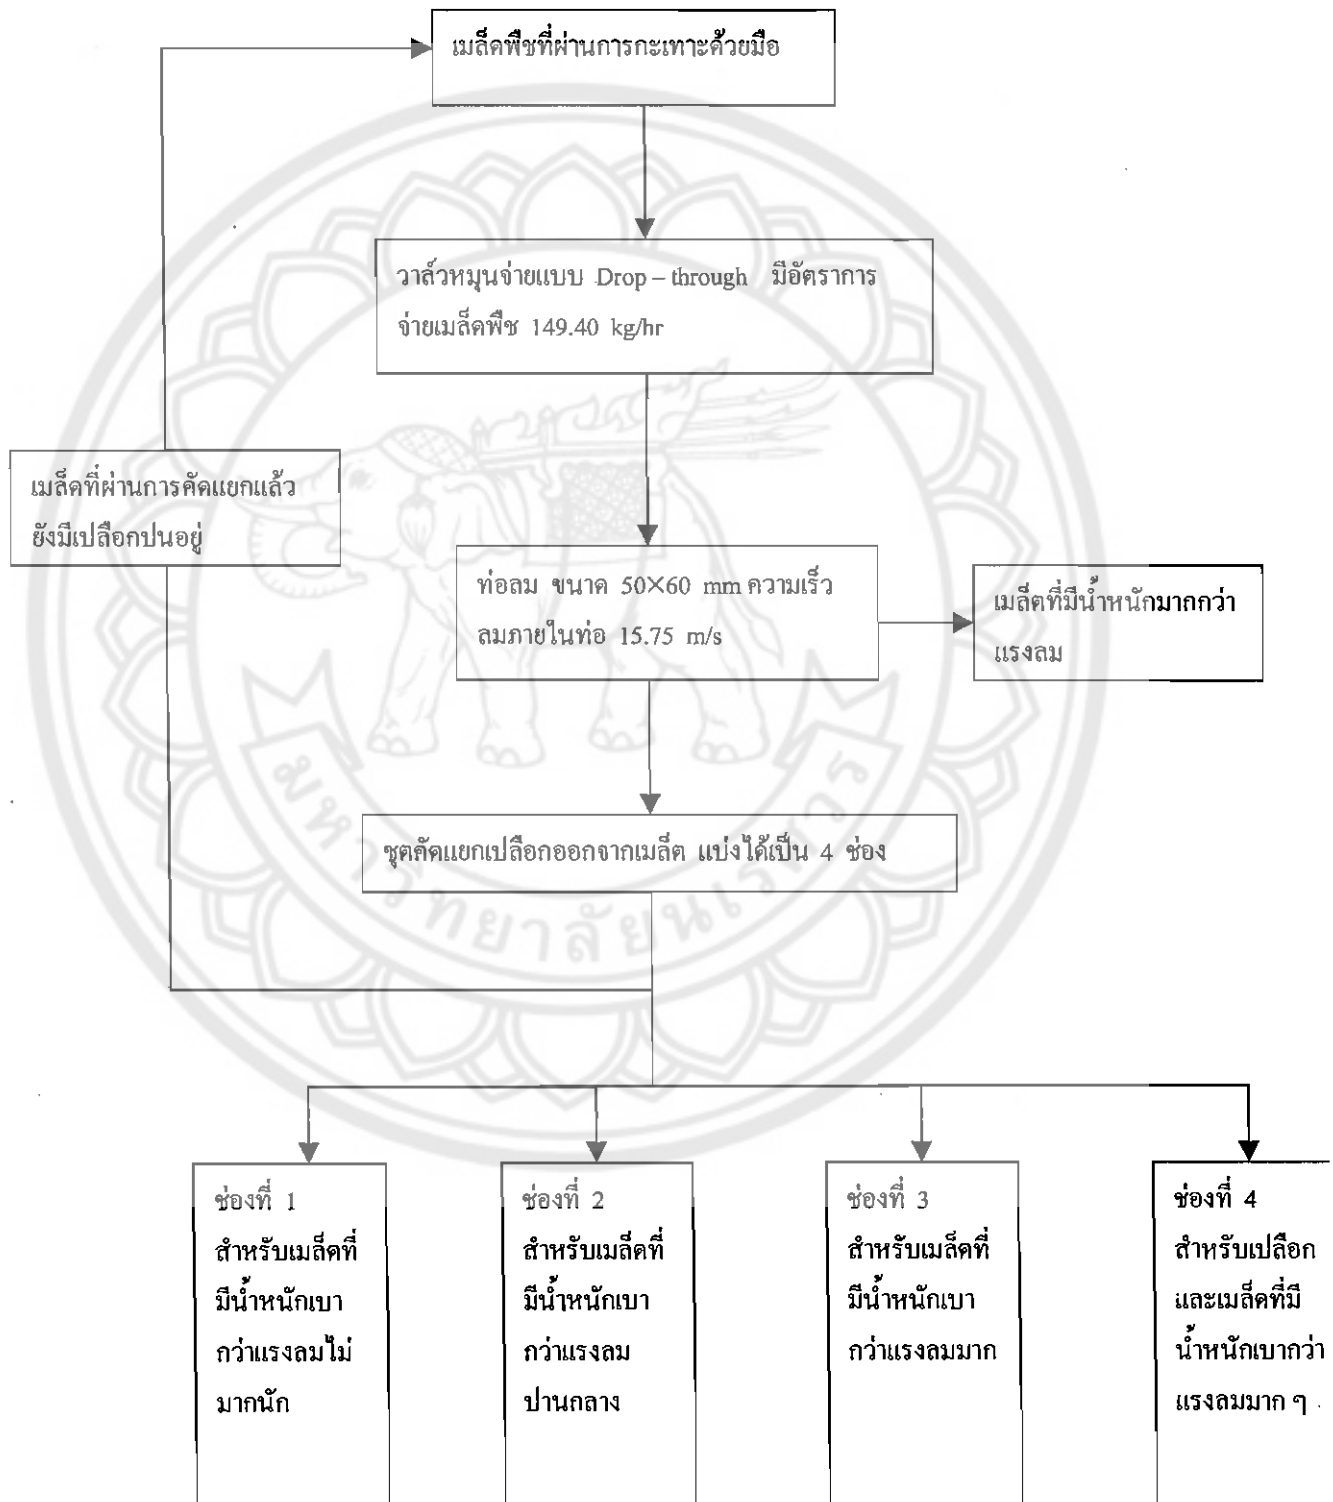 เมล็ดพืชที่ผ่านการกะเทาะด้วยมือ
วาล์วหมุนจ่ายแบบ Drop – through มีอัตราการ
จ่ายเมล็ดพืช 149.40 kg/hr
เมล็ดที่ผ่านการคัดแยกแล้ว
ยังมีเปลือกปนอยู่
ท่อลม ขนาด 50×60 mm ความเร็ว
ลมภายในท่อ 15.75 m/s
เมล็ดที่มีน้ำหนักมากกว่า
แรงลม
ชุดคัดแยกเปลือกออกจากเมล็ด แบ่งได้เป็น 4 ช่อง
มหาวิทยาลัยนเรศวร
ช่องที่ 1
สำหรับเมล็ดที่
มีน้ำหนักเบา
กว่าแรงลมไม่
มากนัก
ช่องที่ 2
สำหรับเมล็ดที่
มีน้ำหนักเบา
กว่าแรงลม
ปานกลาง
ช่องที่ 3
สำหรับเมล็ดที่
มีน้ำหนักเบา
กว่าแรงลมมาก
ช่องที่ 4
สำหรับเปลือก
และเมล็ดที่มี
น้ำหนักเบากว่า
แรงลมมาก ๆ